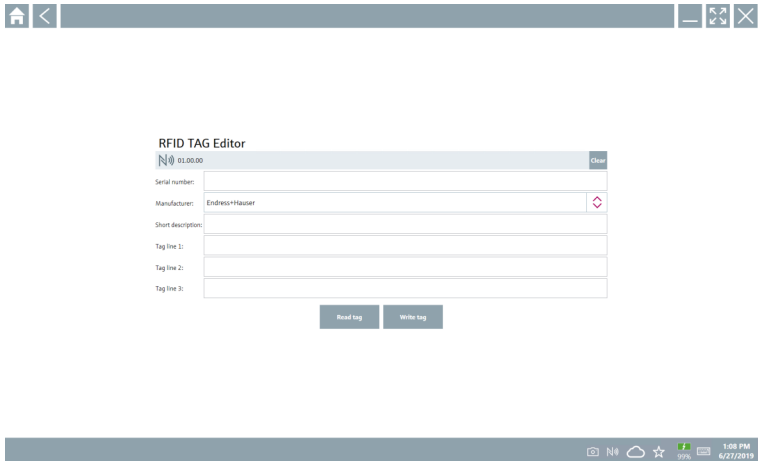 RFID TAG Editor
01.00.00 Clear
Serial number:
Manufacturer: Endress+Hauser
Short description:
Tag line 1:
Tag line 2:
Tag line 3:
Read tag Write tag
99% 1:08 PM
6/27/2019